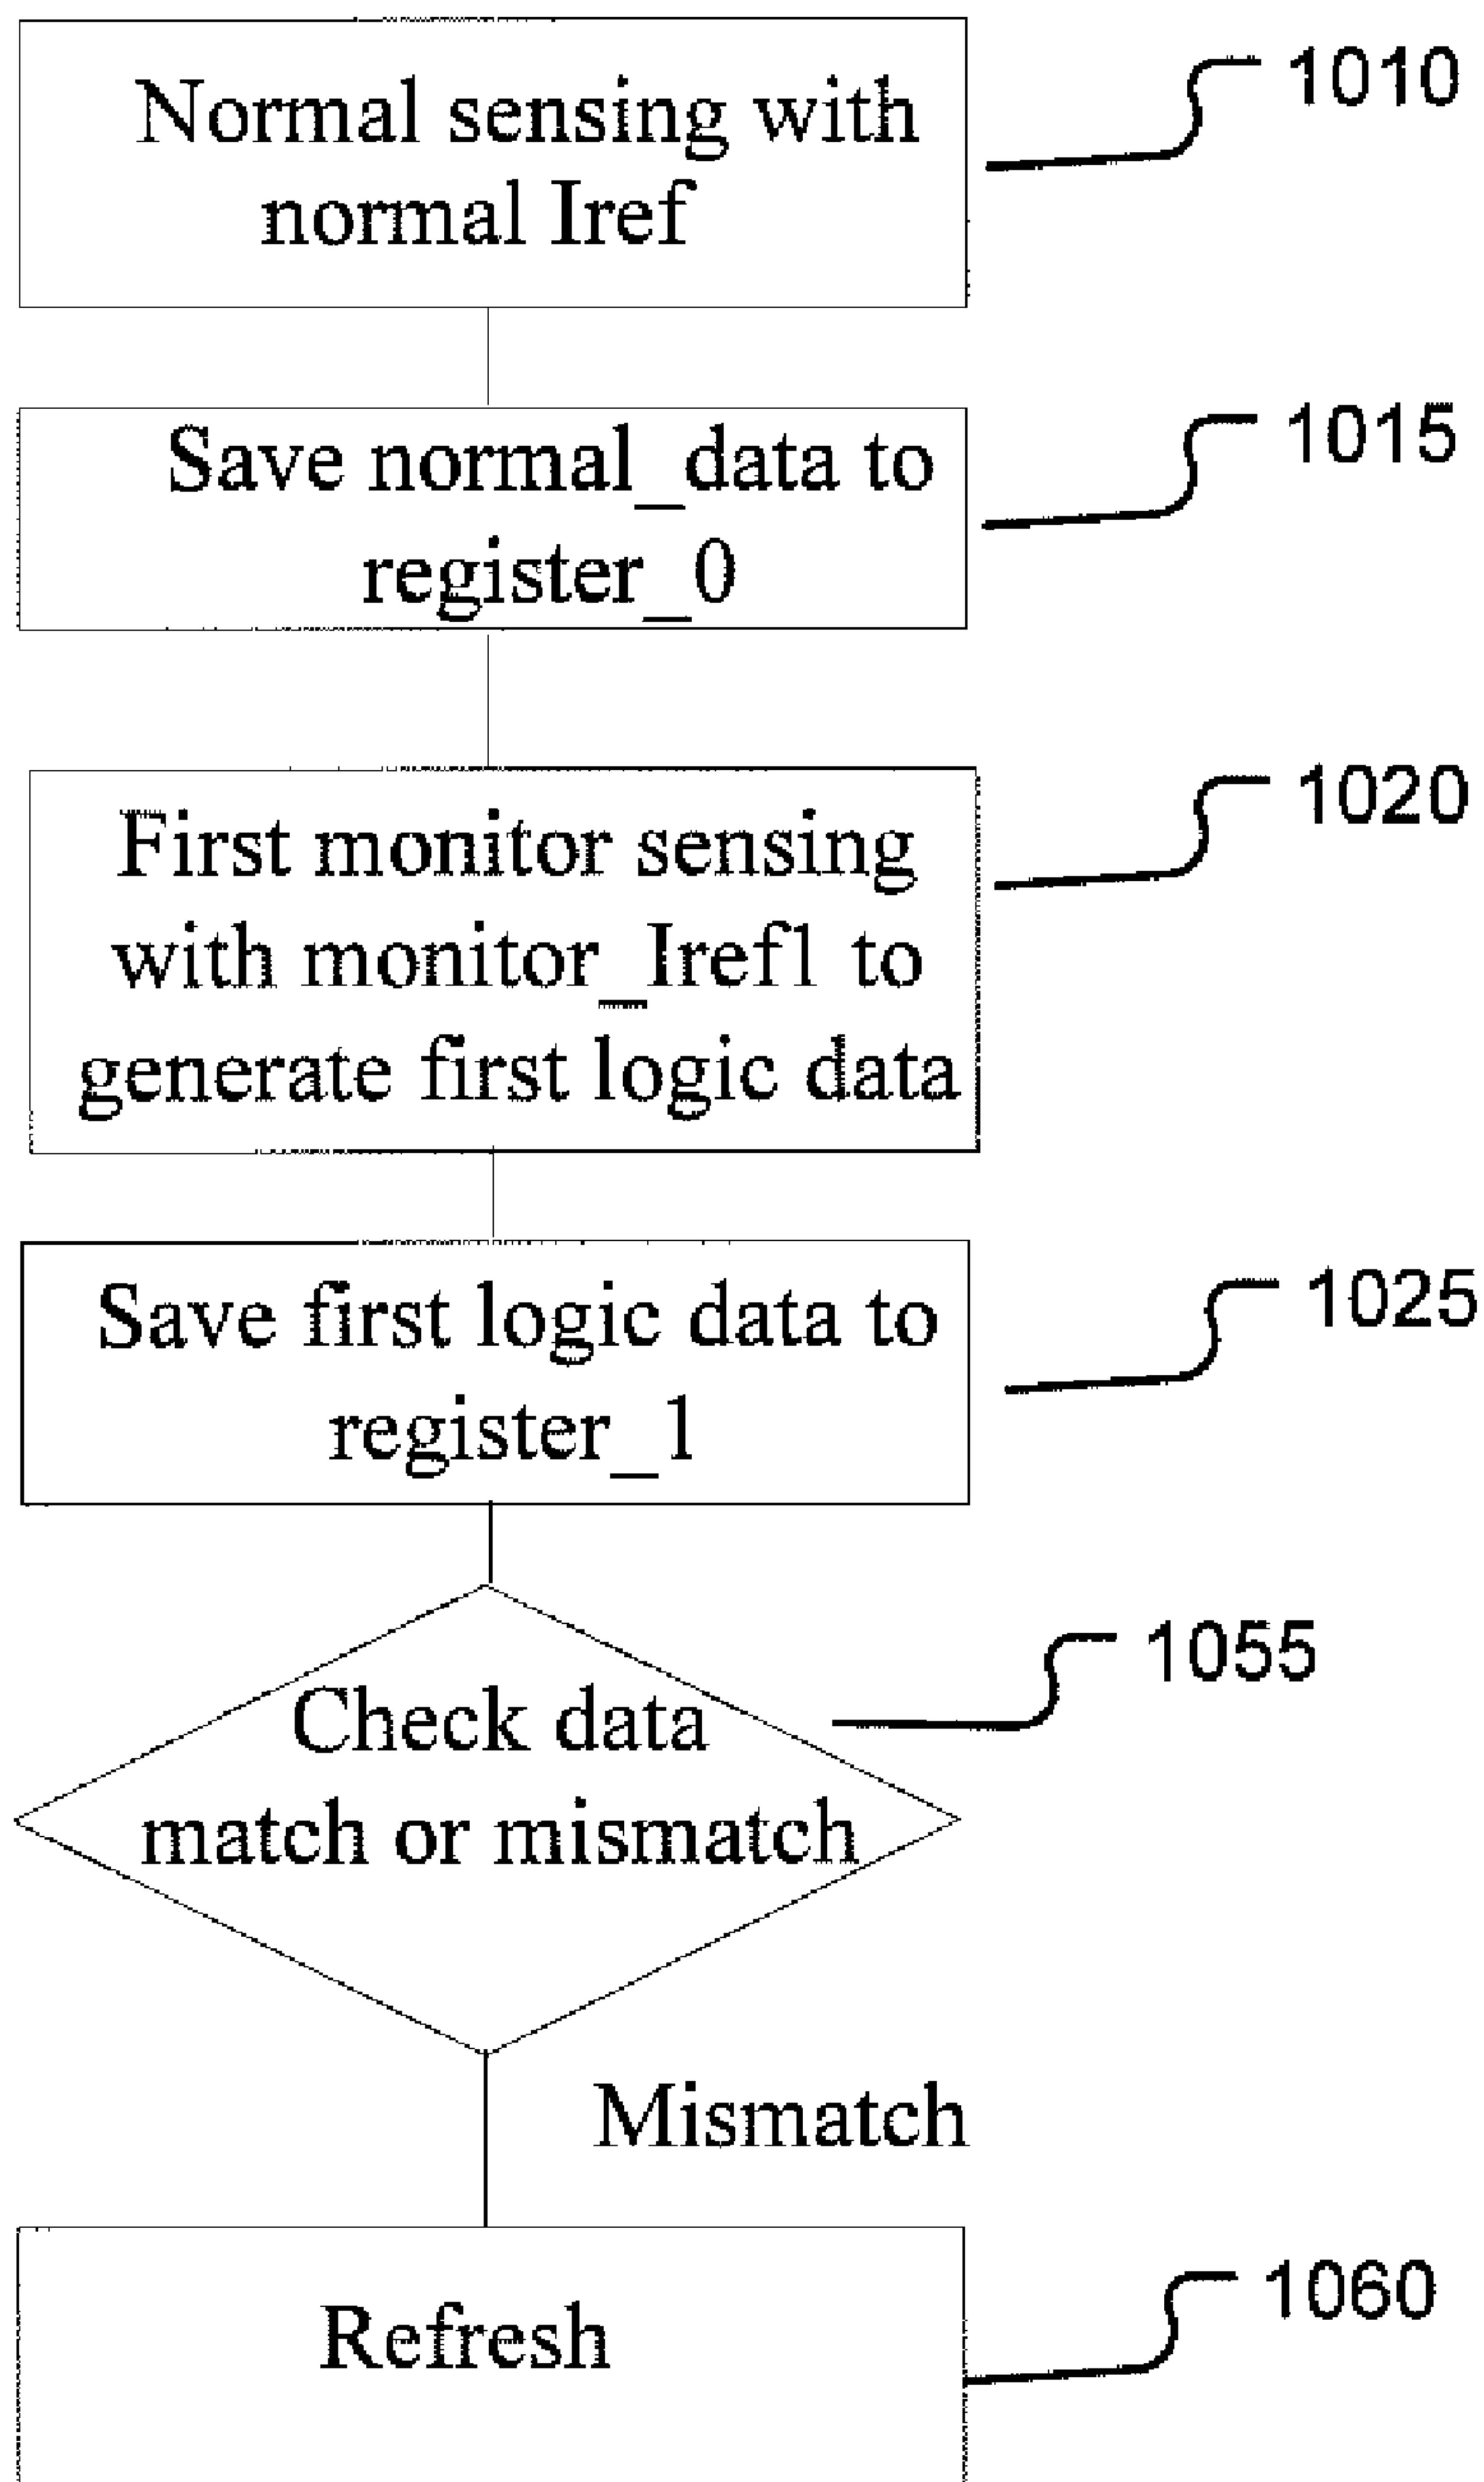 Normal sensing with
normal Iref
1010
Save normal_data to
register_0
1015
First monitor sensing
with monitor_Iref1 to
generate first logic data
1020
Save first logic data to
register_1
1025
Check data
match or mismatch
1055
Mismatch
Refresh
1060